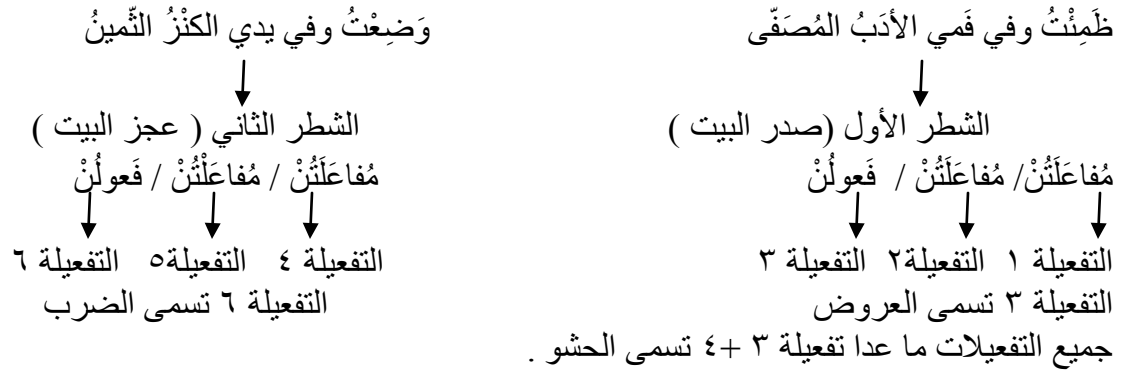 ظَمِئْتُ وفي فَمي الأدَبُ المُصَفّى وَضِعْتُ وفي يدي الكنْزُ الثّمينُ
الشطر الأول (صدر البيت ) الشطر الثاني ( عجز البيت )
مُفاعَلَتُنْ/ مُفاعَلَتُنْ / فَعولُنْ مُفاعَلَتُنْ / مُفاعَلْتُنْ / فَعولُنْ
التفعيلة ١ التفعيلة٢ التفعيلة ٣ التفعيلة ٤ التفعيلة٥ التفعيلة ٦
التفعيلة ٣ تسمى العروض التفعيلة ٦ تسمى الضرب
جميع التفعيلات ما عدا تفعيلة ٣ +٤ تسمى الحشو .